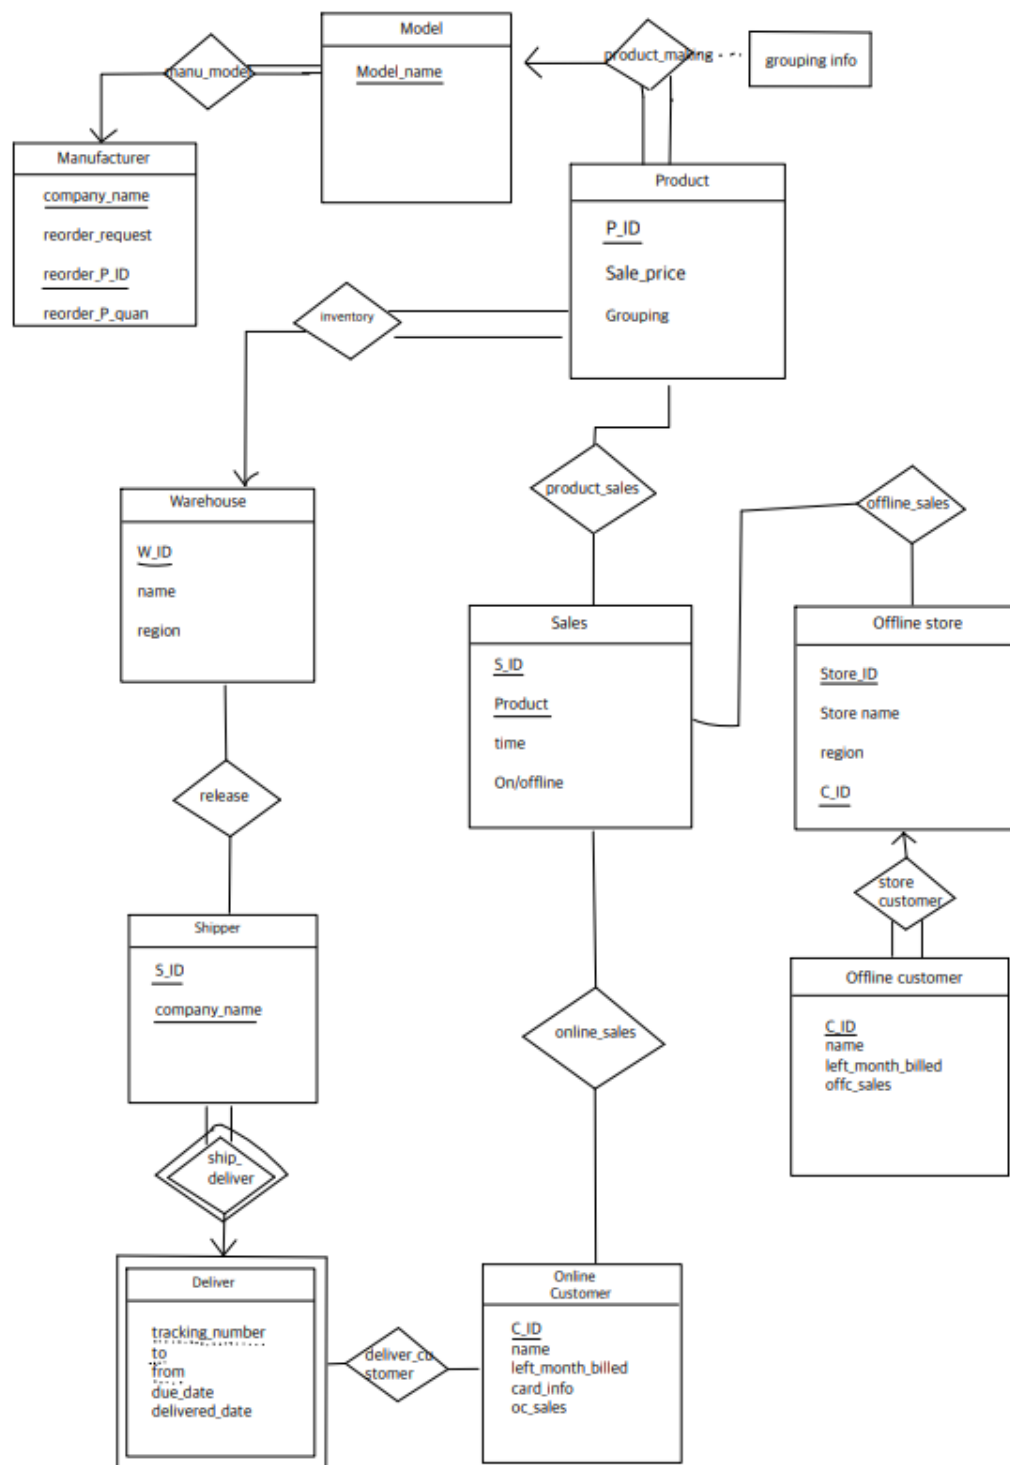 Model
Model_name
manu_model
product_making
grouping info
Manufacturer
company_name
reorder_request
reorder_P_ID
reorder_P_quan
Product
P_ID
Sale_price
Grouping
inventory
Warehouse
W_ID
name
region
product_sales
offline_sales
Sales
S_ID
Product
time
On/offline
Offline store
Store_ID
Store name
region
C_ID
release
store
customer
Shipper
S_ID
company_name
Offline customer
C_ID
name
left_month_billed
offc_sales
online_sales
ship_
deliver
Deliver
tracking_number
to
from
due_date
delivered_date
deliver_cu
stomer
Online
Customer
C_ID
name
left_month_billed
card_info
oc_sales